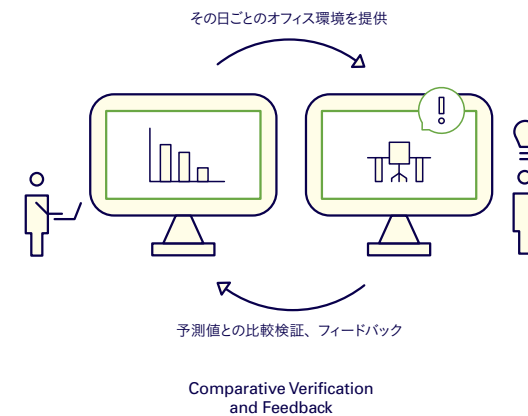 その日ごとのオフィス環境を提供
予測値との比較検証、フィードバック
Comparative Verification
and Feedback